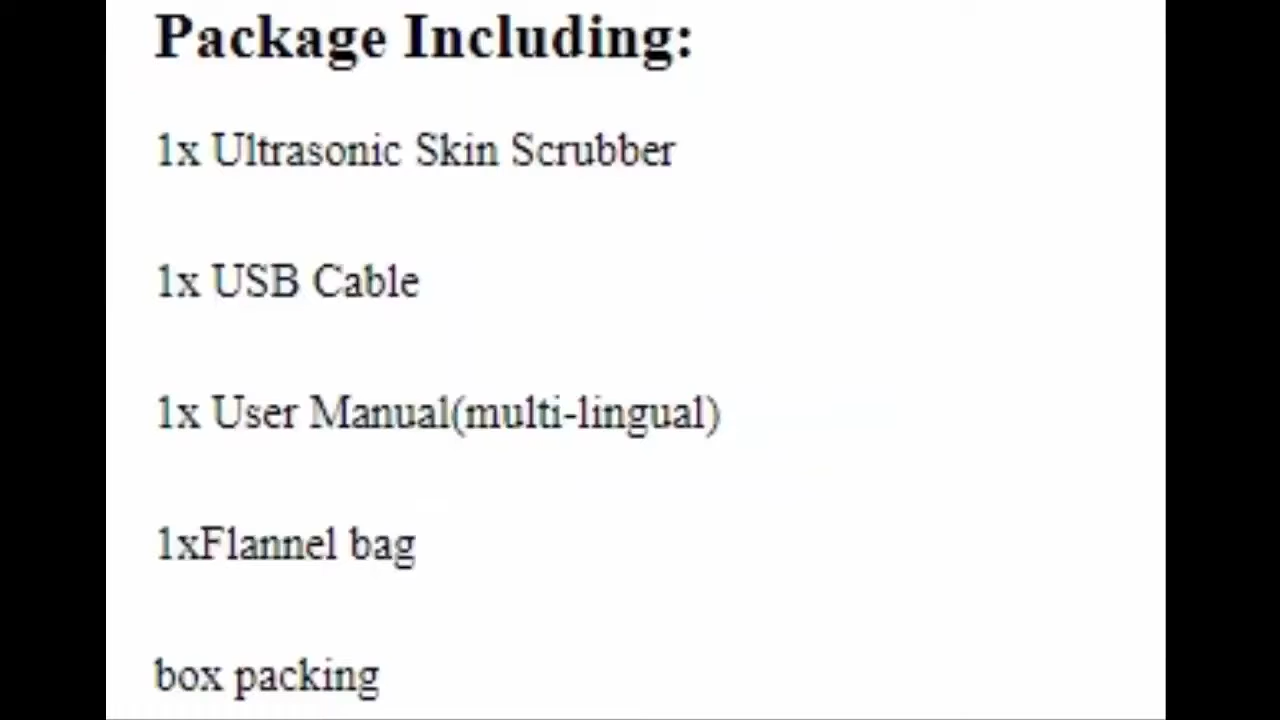 Package Including:
1x Ultrasonic Skin Scrubber
1x USB Cable
1x User Manual(multi-lingual)
1xFlannel bag
box packing